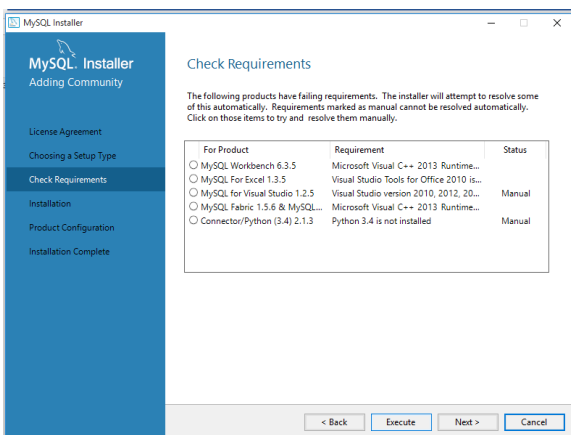 MySQL Installer
MySQL. Installer
Adding Community
License Agreement
Choosing a Setup Type
Check Requirements
Installation
Product Configuration
Installation Complete
Check Requirements
The following products have failing requirements. The installer will attempt to resolve some
of this automatically. Requirements marked as manual cannot be resolved automatically.
Click on those items to try and resolve them manually.
For Product Requirement Status
MySQL Workbench 6.3.5 Microsoft Visual C++ 2013 Runtime...
MySQL For Excel 1.3.5 Visual Studio Tools for Office 2010 is...
MySQL for Visual Studio 1.2.5 Visual Studio version 2010, 2012, 20... Manual
MySQL Fabric 1.5.6 & MySQL... Microsoft Visual C++ 2013 Runtime...
Connector/Python (3.4) 2.1.3 Python 3.4 is not installed Manual
< Back Execute Next > Cancel